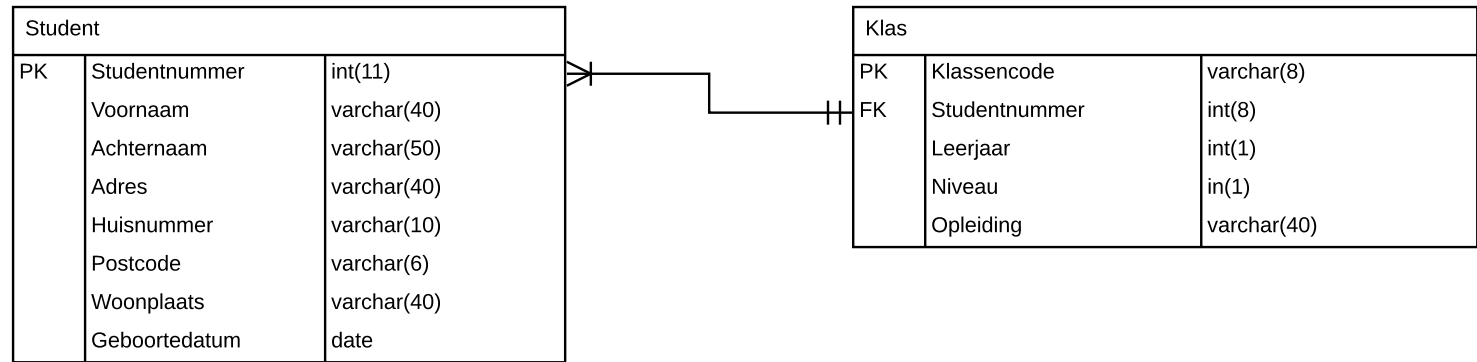 Student
PK Studentnummer int(11)
Voornaam varchar(40)
Achternaam varchar(50)
Adres varchar(40)
Huisnummer varchar(10)
Postcode varchar(6)
Woonplaats varchar(40)
Geboortedatum date
Klas
PK Klassencode varchar(8)
FK Studentnummer int(8)
Leerjaar int(1)
Niveau in(1)
Opleiding varchar(40)